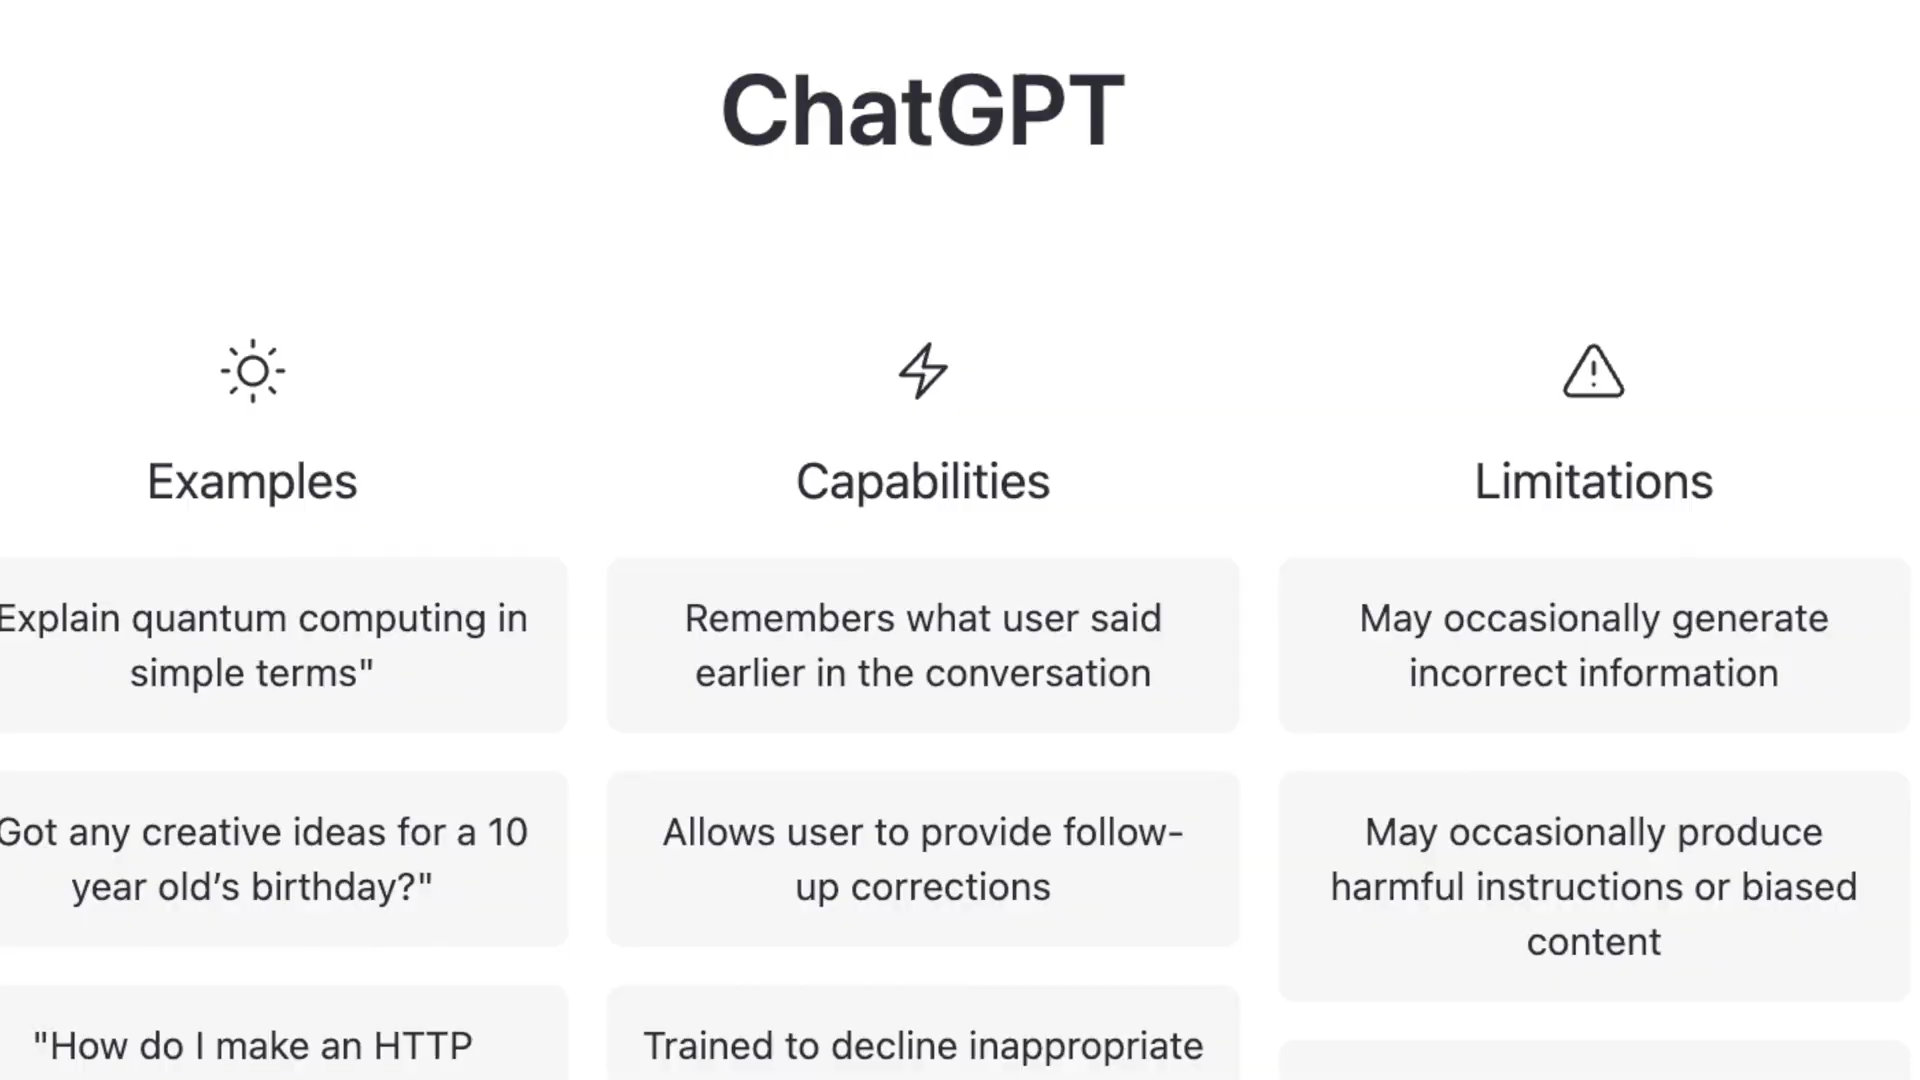 ChatGPT
Examples
Capabilities
Limitations
Explain quantum computing in
simple terms"
Remembers what user said
earlier in the conversation
May occasionally generate
incorrect information
Got any creative ideas for a 10
year old’s birthday?"
Allows user to provide follow-
up corrections
May occasionally produce
harmful instructions or biased
content
"How do I make an HTTP
Trained to decline inappropriate